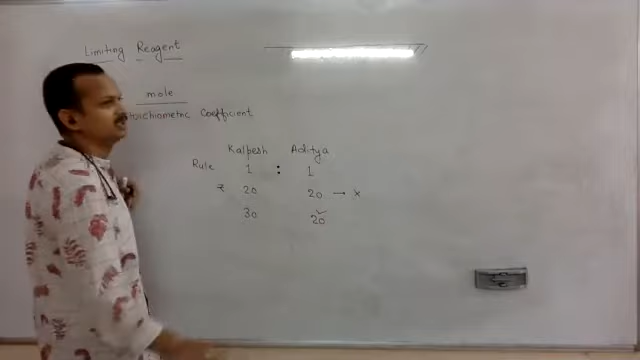 Limiting Reagent
mole
Stoichiometric Coefficient
Kalpesh Aditya
Rule 1 : 1
₹ 20 20 → x
30 20